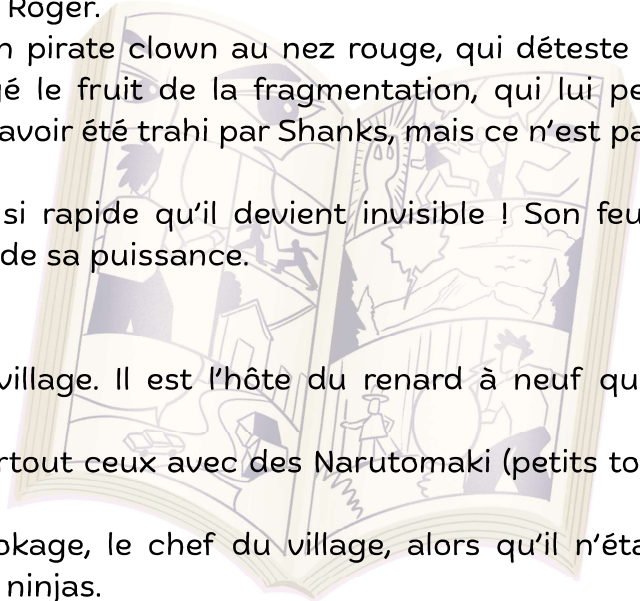 Roger.
n pirate clown au nez rouge, qui déteste
gé le fruit de la fragmentation, qui lui pe
avoir été trahi par Shanks, mais ce n'est pa
si rapide qu'il devient invisible ! Son feu
de sa puissance.
village. Il est l'hôte du renard à neuf qu
rtout ceux avec des Narutomaki (petits to
okage, le chef du village, alors qu'il n'éta
ninjas.